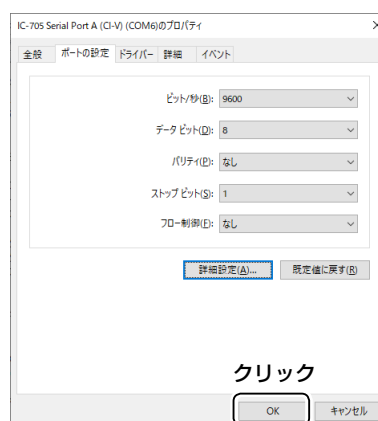 IC-705 Serial Port A (CI-V) (COM6)のプロパティ
全般 ポートの設定 ドライバー 詳細 イベント
ビット/秒(B): 9600
データ ビット(D): 8
パリティ(P): なし
ストップ ビット(S): 1
フロー制御(F): なし
詳細設定(A)... 既定値に戻す(R)
クリック
OK キャンセル